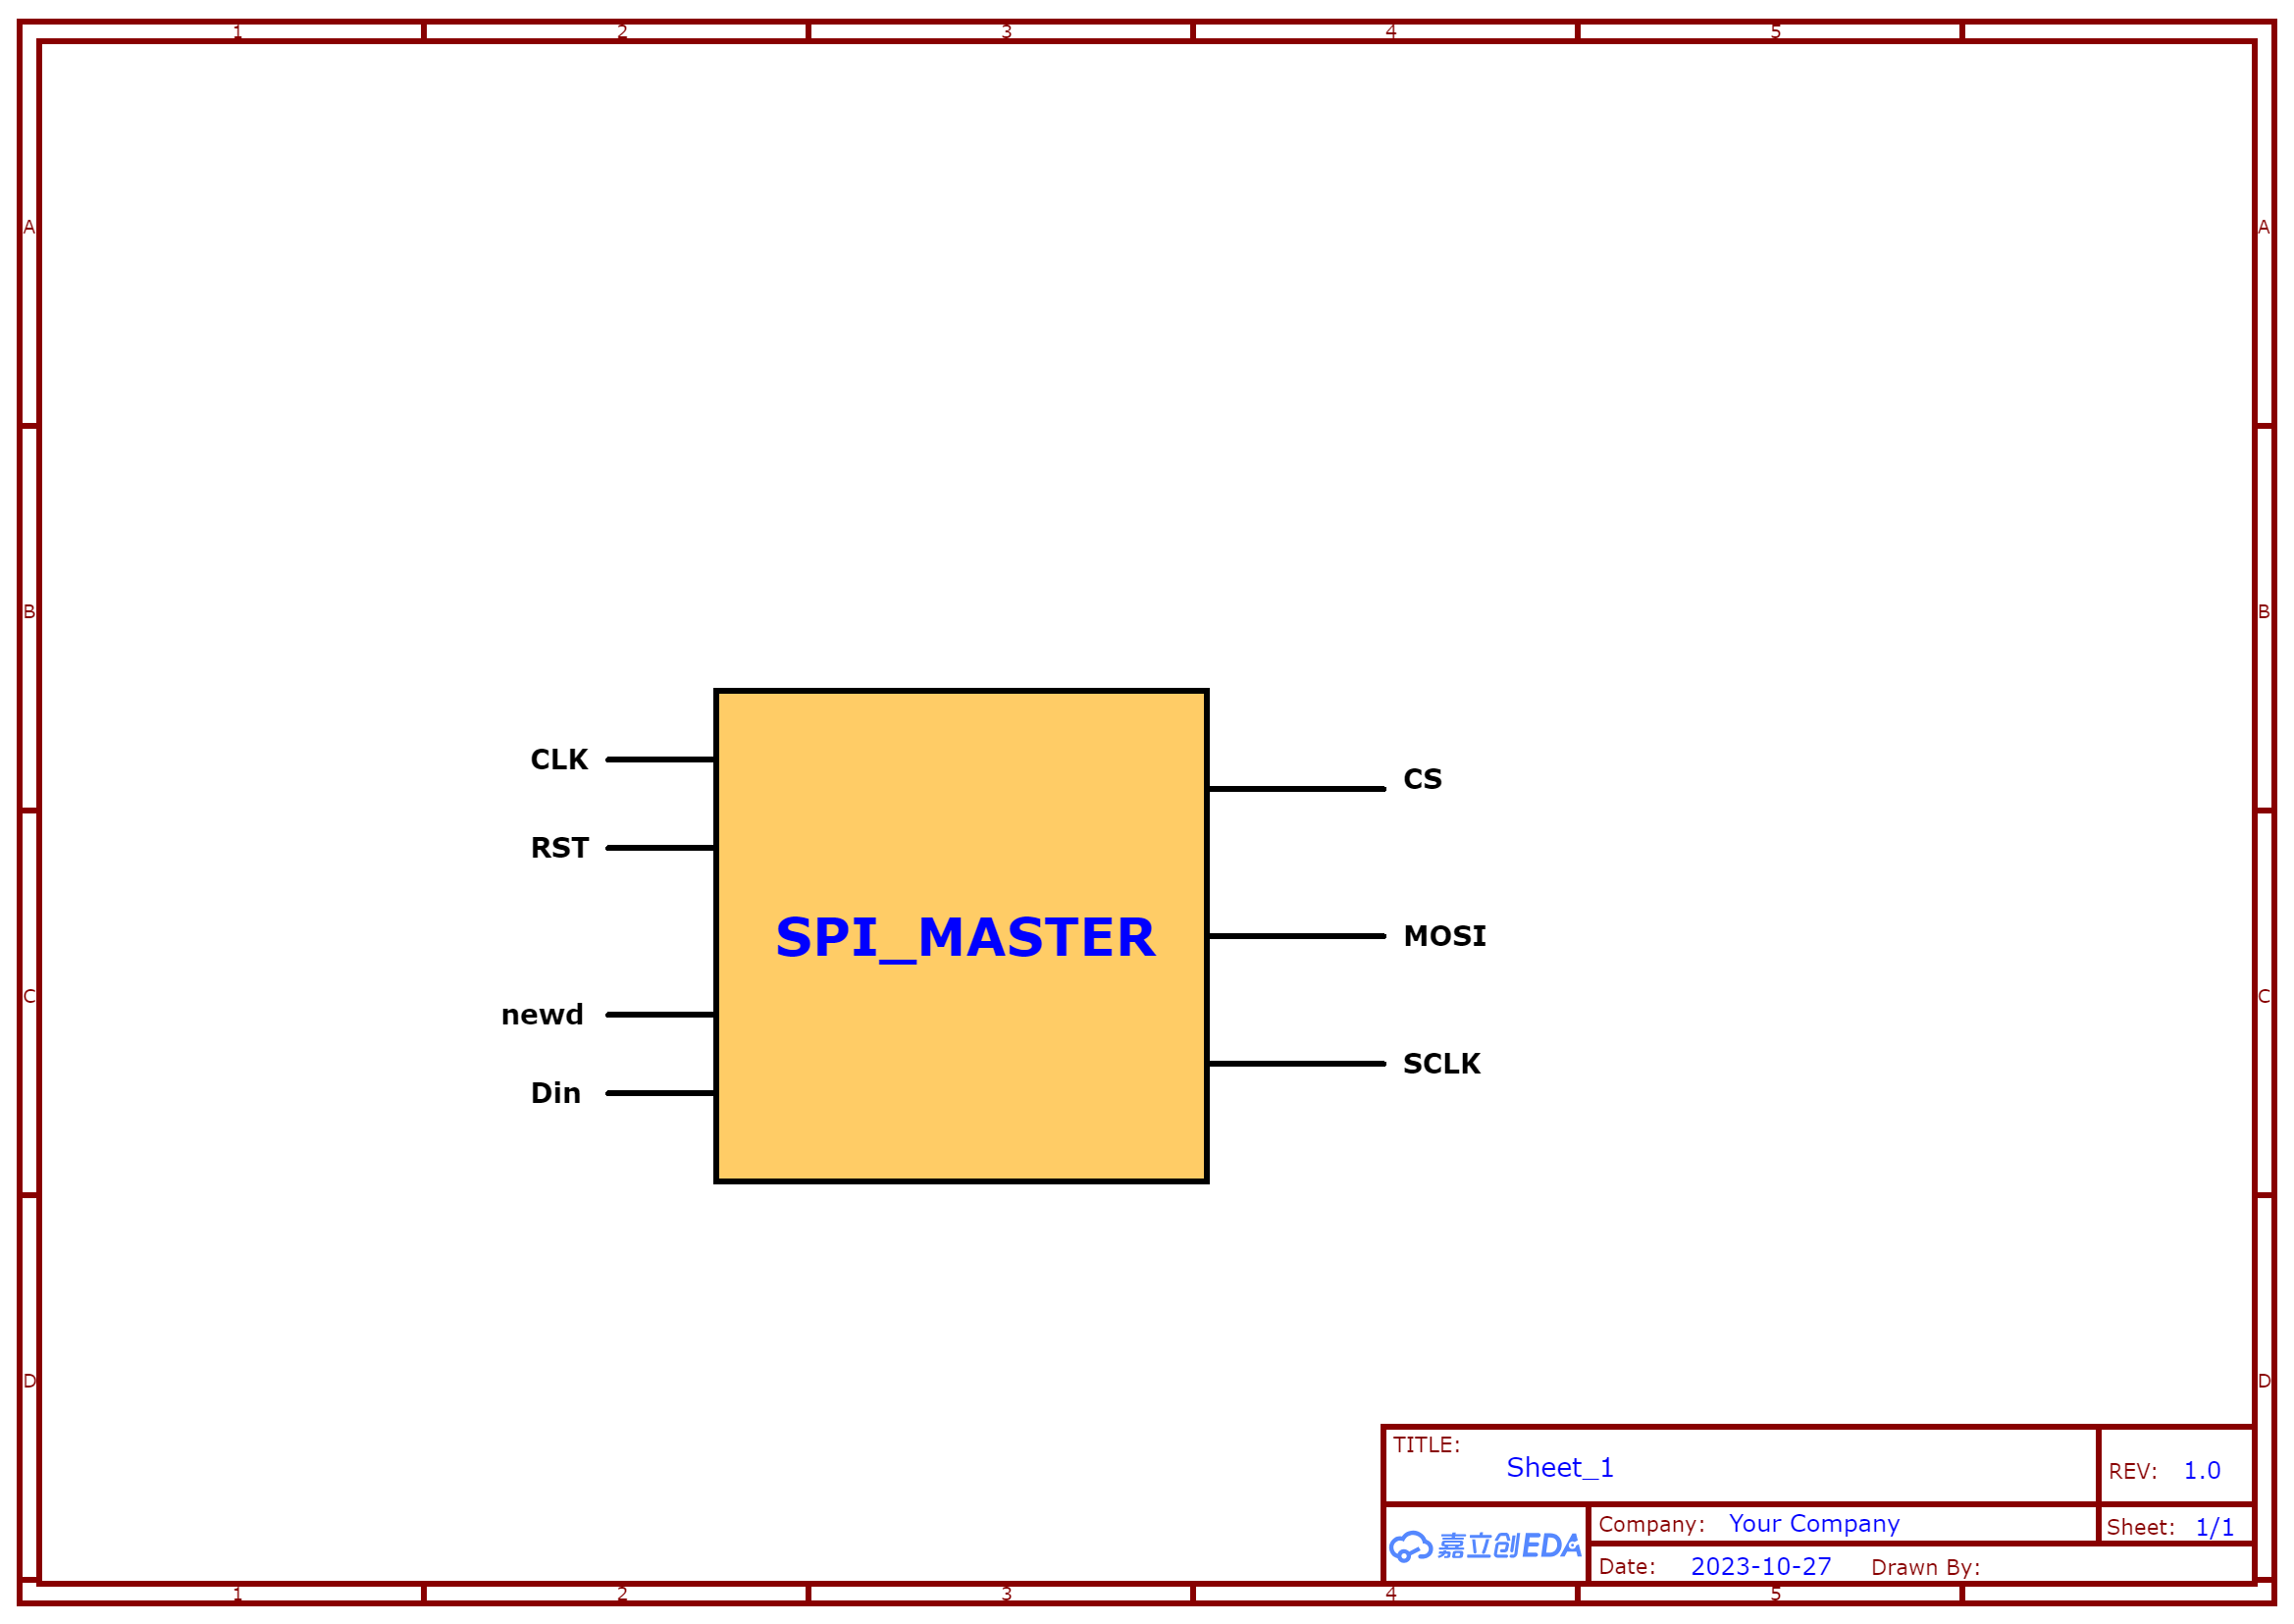 1 2 3 4 5
A A
B B
CLK
CS
RST
SPI_MASTER
MOSI
C newd C
SCLK
Din
D D
TITLE:
Sheet_1
REV: 1.0
嘉立创EDA
Company: Your Company
Sheet: 1/1
Date: 2023-10-27 Drawn By:
1 2 3 4 5